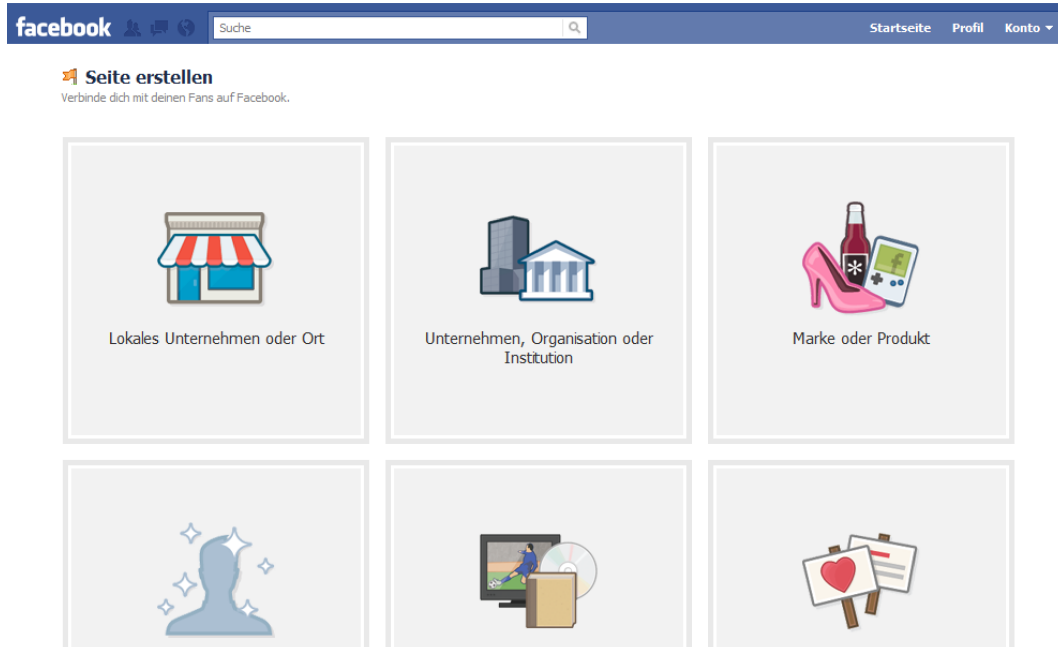 facebook
Suche
Startseite Profil Konto
Seite erstellen
Verbinde dich mit deinen Fans auf Facebook.
Lokales Unternehmen oder Ort
Unternehmen, Organisation oder
Institution
Marke oder Produkt